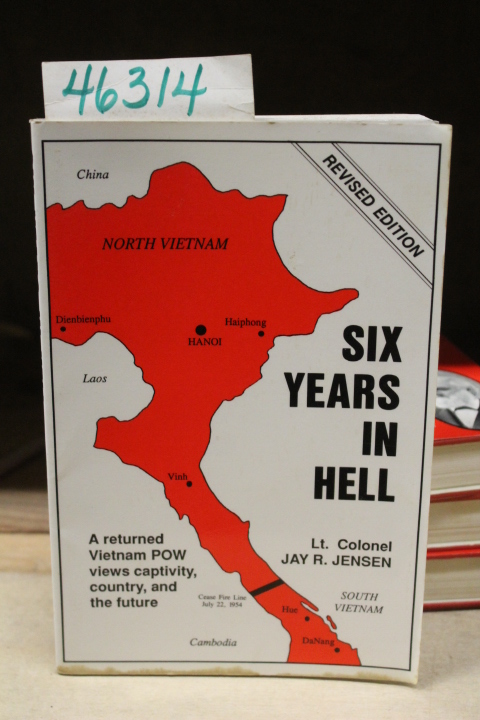 46314
REVISED EDITION
China
NORTH VIETNAM
Dienbienphu
Haiphong
HANOI
Laos
SIX
YEARS
IN
HELL
Vinh
Lt. Colonel
JAY R. JENSEN
A returned
Vietnam POW
views captivity,
country, and
the future
Cease Fire Line
July 22, 1954
SOUTH
VIETNAM
Hue
DaNang
Cambodia